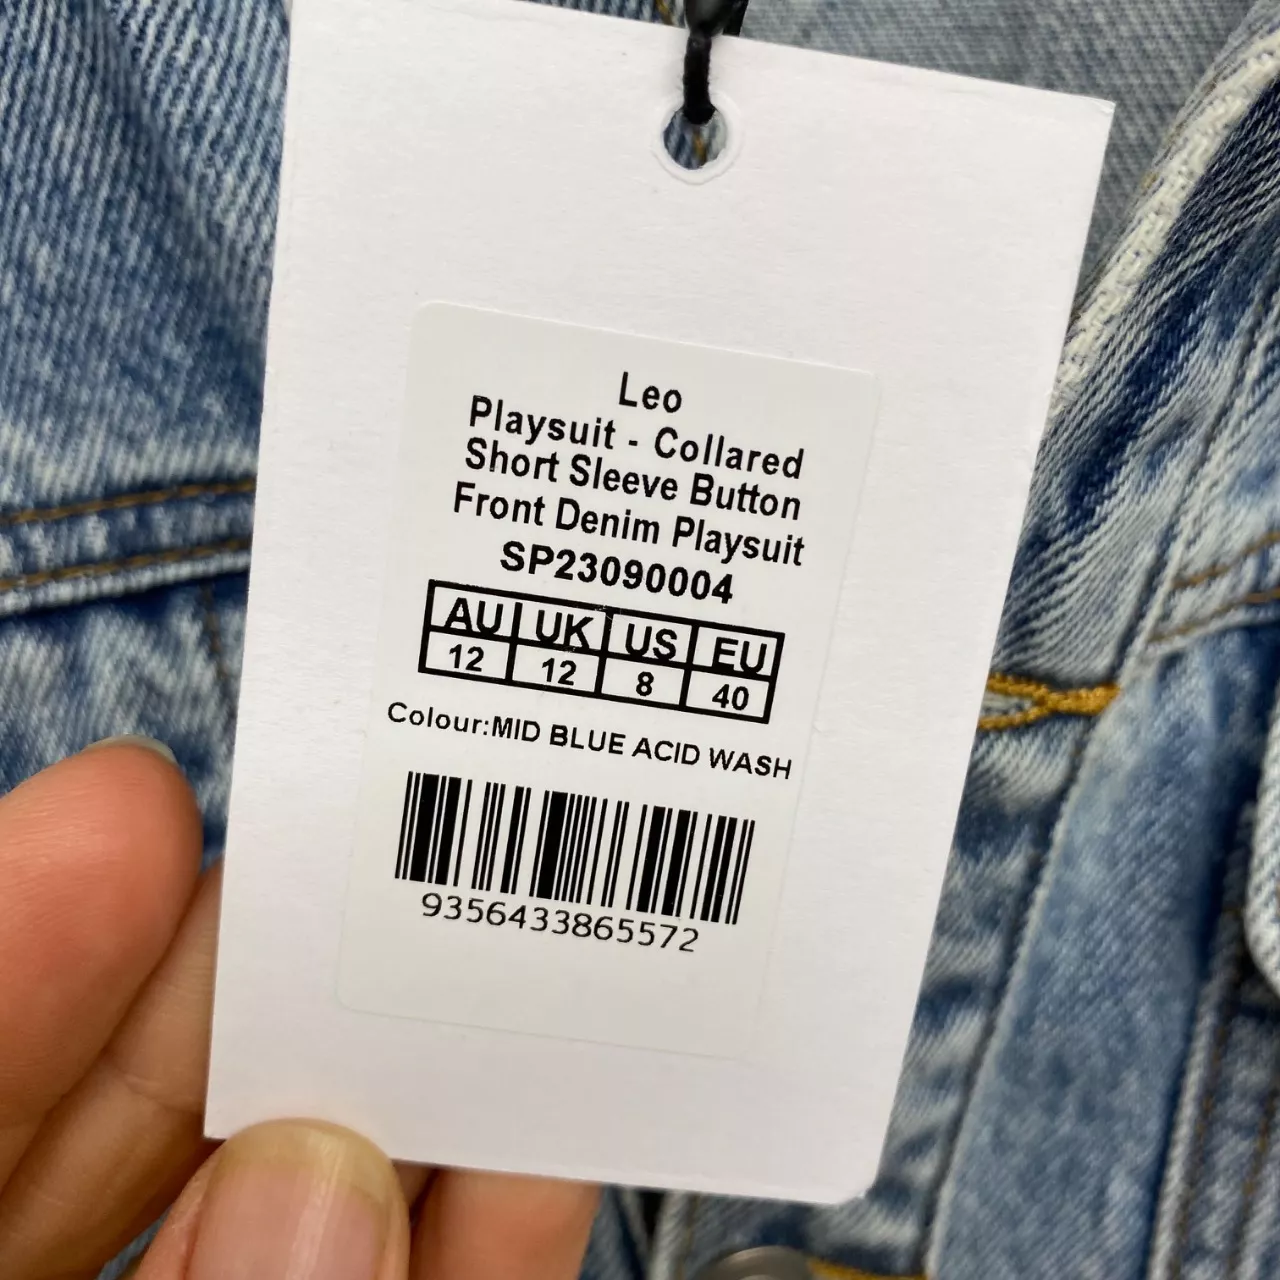 Leo
Playsuit - Collared
Short Sleeve Button
Front Denim Playsuit
SP23090004
AU UK US EU
12 12 8 40
Colour:MID BLUE ACID WASH
9356433865572